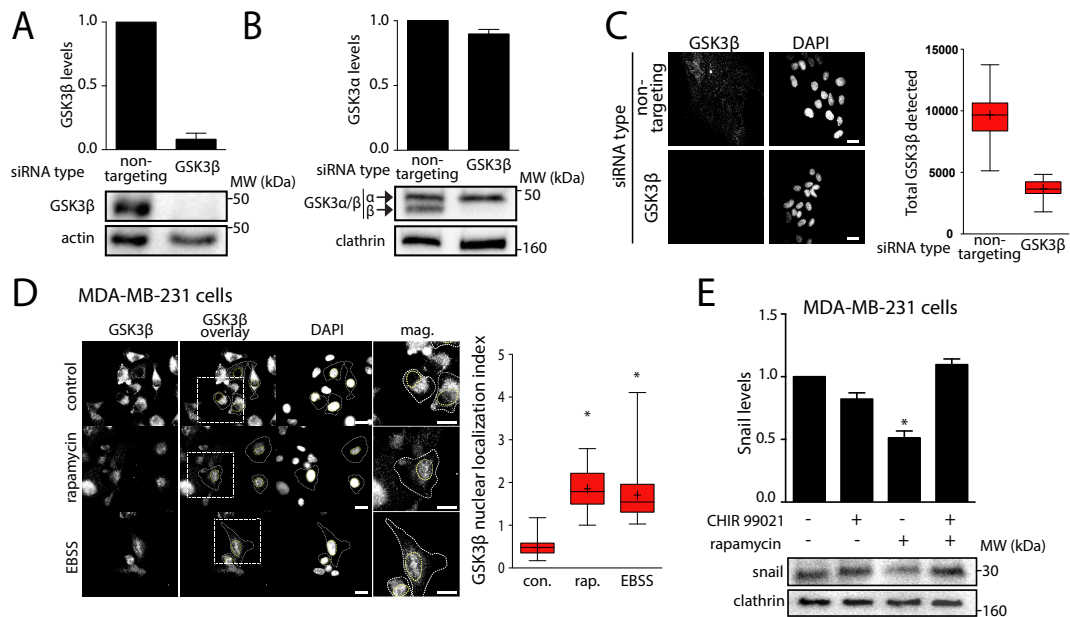 A
GSK3β levels
1.0
0.5
0.0
siRNA type
non-targeting
GSK3β
MW (kDa)
GSK3β
50
50
actin
B
GSK3α levels
1.0
0.5
0.0
siRNA type
non-targeting
GSK3β
MW (kDa)
GSK3α/β
α
β
50
clathrin
160
C
GSK3β
DAPI
siRNA type
non-targeting
GSK3β
Total GSK3β detected
15000
10000
5000
0
siRNA type
non-targeting
GSK3β
D
MDA-MB-231 cells
GSK3β
GSK3β overlay
DAPI
mag.
control
rapamycin
EBSS
GSK3β nuclear localization index
5
4
3
2
1
0
*
*
con.
rap.
EBSS
E
MDA-MB-231 cells
Snail levels
1.5
1.0
0.5
0.0
*
CHIR 99021 - + - +
rapamycin - - + +
MW (kDa)
snail
30
clathrin
160